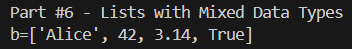 Part #6 - Lists with Mixed Data Types
b=['Alice', 42, 3.14, True]